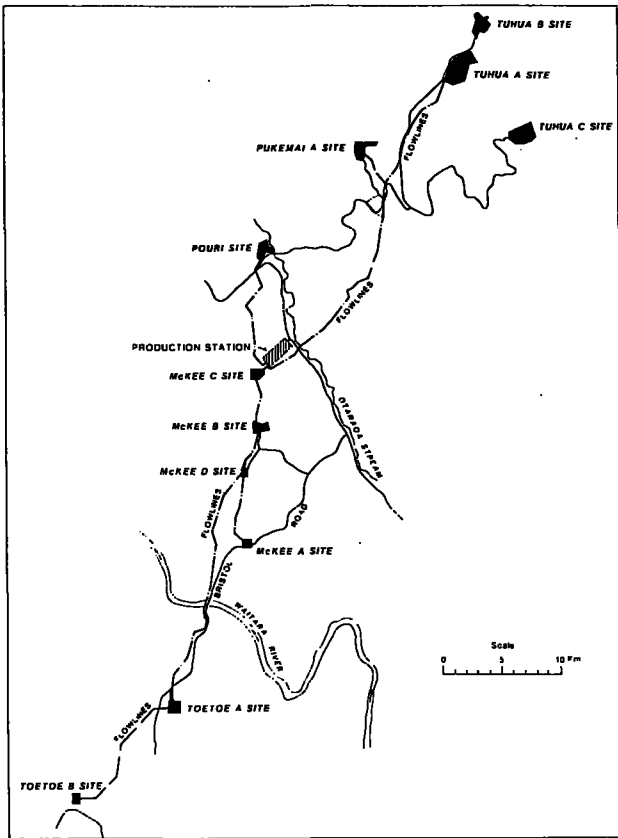 TUHUA B SITE
TUHUA A SITE
TUHUA C SITE
FLOWLINES
PUKEMAI A SITE
POURI SITE
FLOWLINES
PRODUCTION STATION
McKEE C SITE
OTARAOA STREAM
McKEE B SITE
McKEE D SITE
FLOWLINES
ROAD
McKEE A SITE
BRISTOL
WAITARA RIVER
Scale
0 5 10 Km
TOETOE A SITE
FLOWLINES
TOETOE B SITE